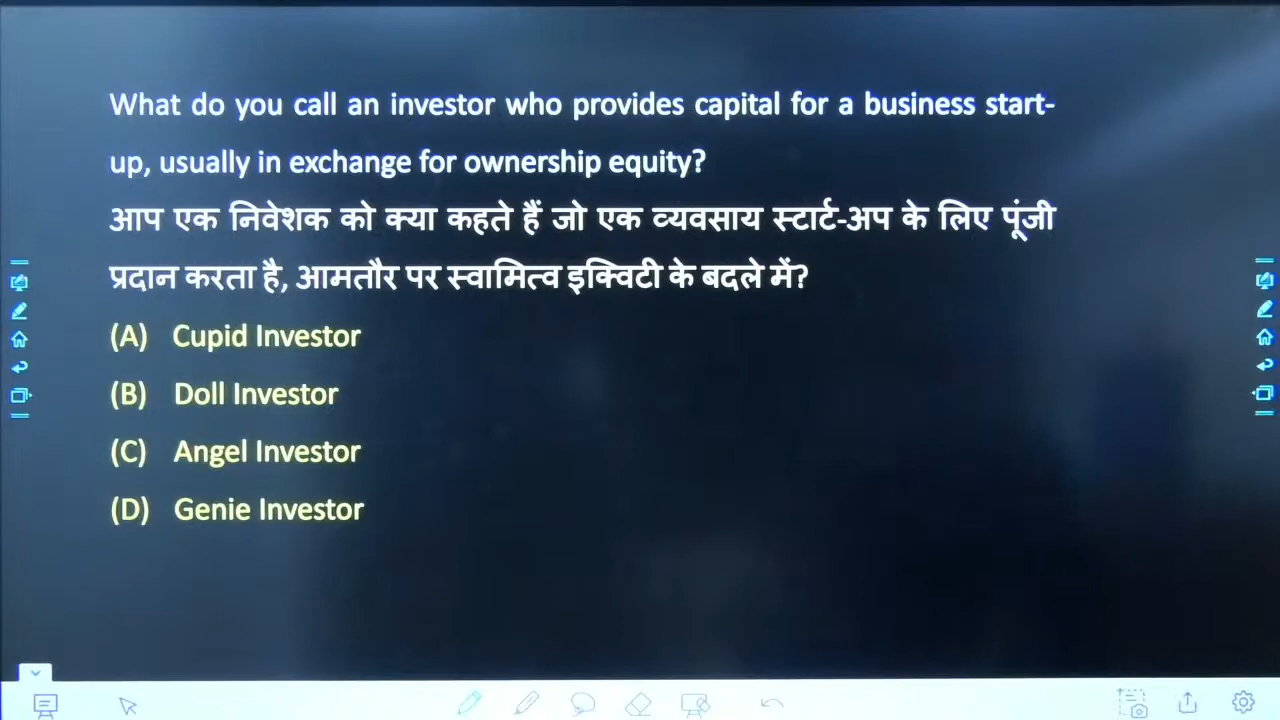 What do you call an investor who provides capital for a business start-
up, usually in exchange for ownership equity?
आप एक निवेशक को क्या कहते हैं जो एक व्यवसाय स्टार्ट-अप के लिए पूंजी
प्रदान करता है, आमतौर पर स्वामित्व इक्विटी के बदले में?
(A) Cupid Investor
(B) Doll Investor
(C) Angel Investor
(D) Genie Investor